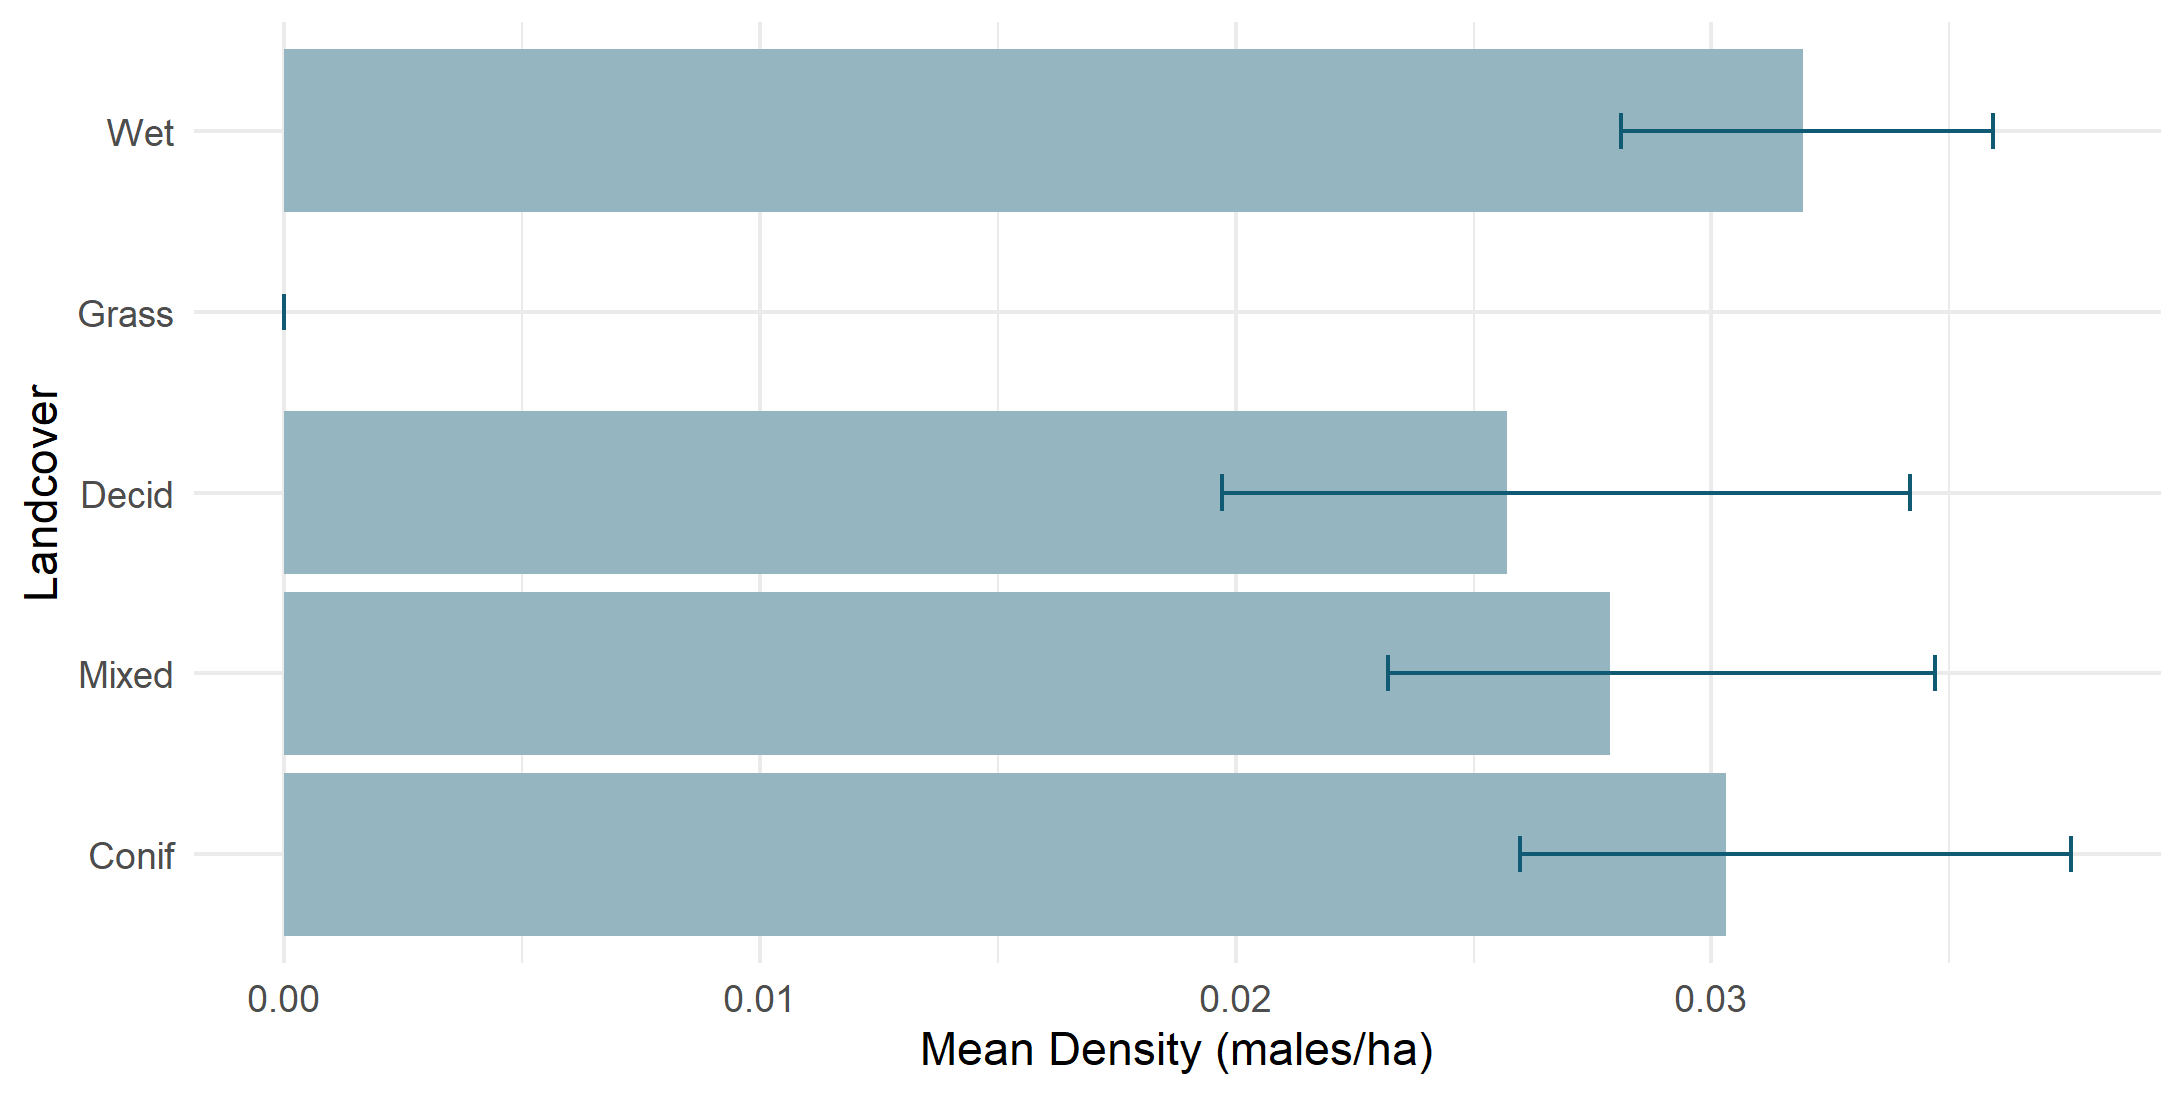 Wet
Grass
Decid
Mixed
Conif
Landcover
0.00 0.01 0.02 0.03
Mean Density (males/ha)